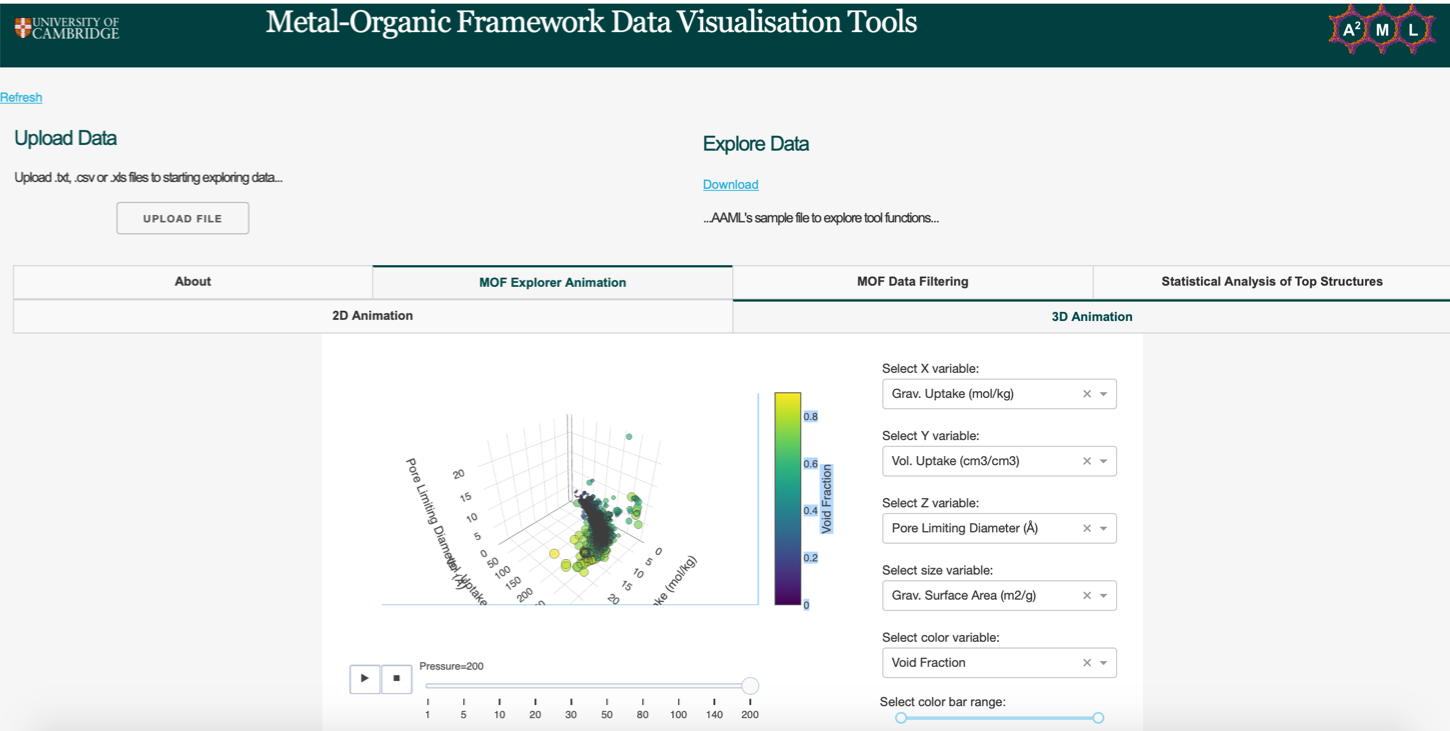 UNIVERSITY OF
CAMBRIDGE
Metal-Organic Framework Data Visualisation Tools
A² M L
Refresh
Upload Data
Upload .txt, .csv or .xls files to starting exploring data...
UPLOAD FILE
Explore Data
Download
...AAML's sample file to explore tool functions...
About
MOF Explorer Animation
MOF Data Filtering
Statistical Analysis of Top Structures
2D Animation
3D Animation
Pore Limiting Diameter (Å)
20
15
10
5
0
50
100
150
200
Uptake
0
5
10
15
20
ke (mol/kg)
0.8
0.6
0.4
0.2
0
Void Fraction
Select X variable:
Grav. Uptake (mol/kg)
Select Y variable:
Vol. Uptake (cm3/cm3)
Select Z variable:
Pore Limiting Diameter (Å)
Select size variable:
Grav. Surface Area (m2/g)
Select color variable:
Void Fraction
Select color bar range:
Pressure=200
1 5 10 20 30 50 80 100 140 200